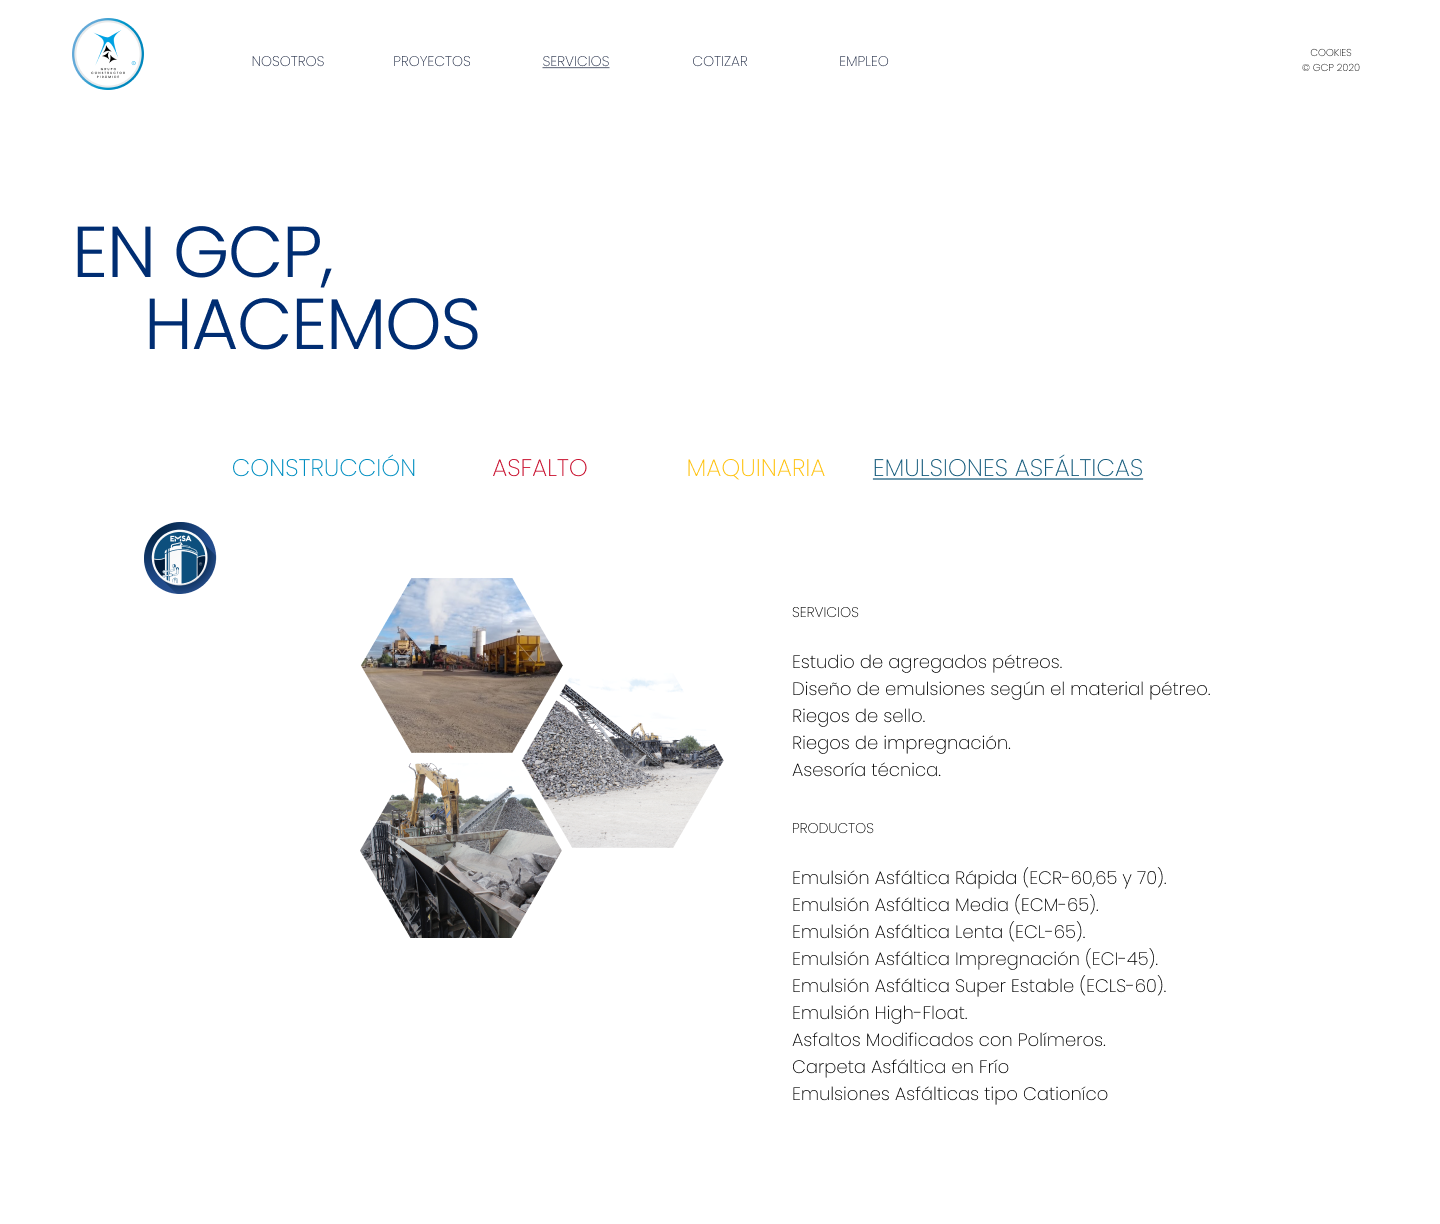 GRUPO
CONSTRUCTOR
PIRÁMIDE
NOSOTROS
PROYECTOS
SERVICIOS
COTIZAR
EMPLEO
COOKIES
© GCP 2020
EN GCP,
HACEMOS
CONSTRUCCIÓN
ASFALTO
MAQUINARIA
EMULSIONES ASFÁLTICAS
EMSA
SERVICIOS
Estudio de agregados pétreos.
Diseño de emulsiones según el material pétreo.
Riegos de sello.
Riegos de impregnación.
Asesoría técnica.
PRODUCTOS
Emulsión Asfáltica Rápida (ECR-60,65 y 70).
Emulsión Asfáltica Media (ECM-65).
Emulsión Asfáltica Lenta (ECL-65).
Emulsión Asfáltica Impregnación (ECI-45).
Emulsión Asfáltica Super Estable (ECLS-60).
Emulsión High-Float.
Asfaltos Modificados con Polímeros.
Carpeta Asfáltica en Frío
Emulsiones Asfálticas tipo Cationíco